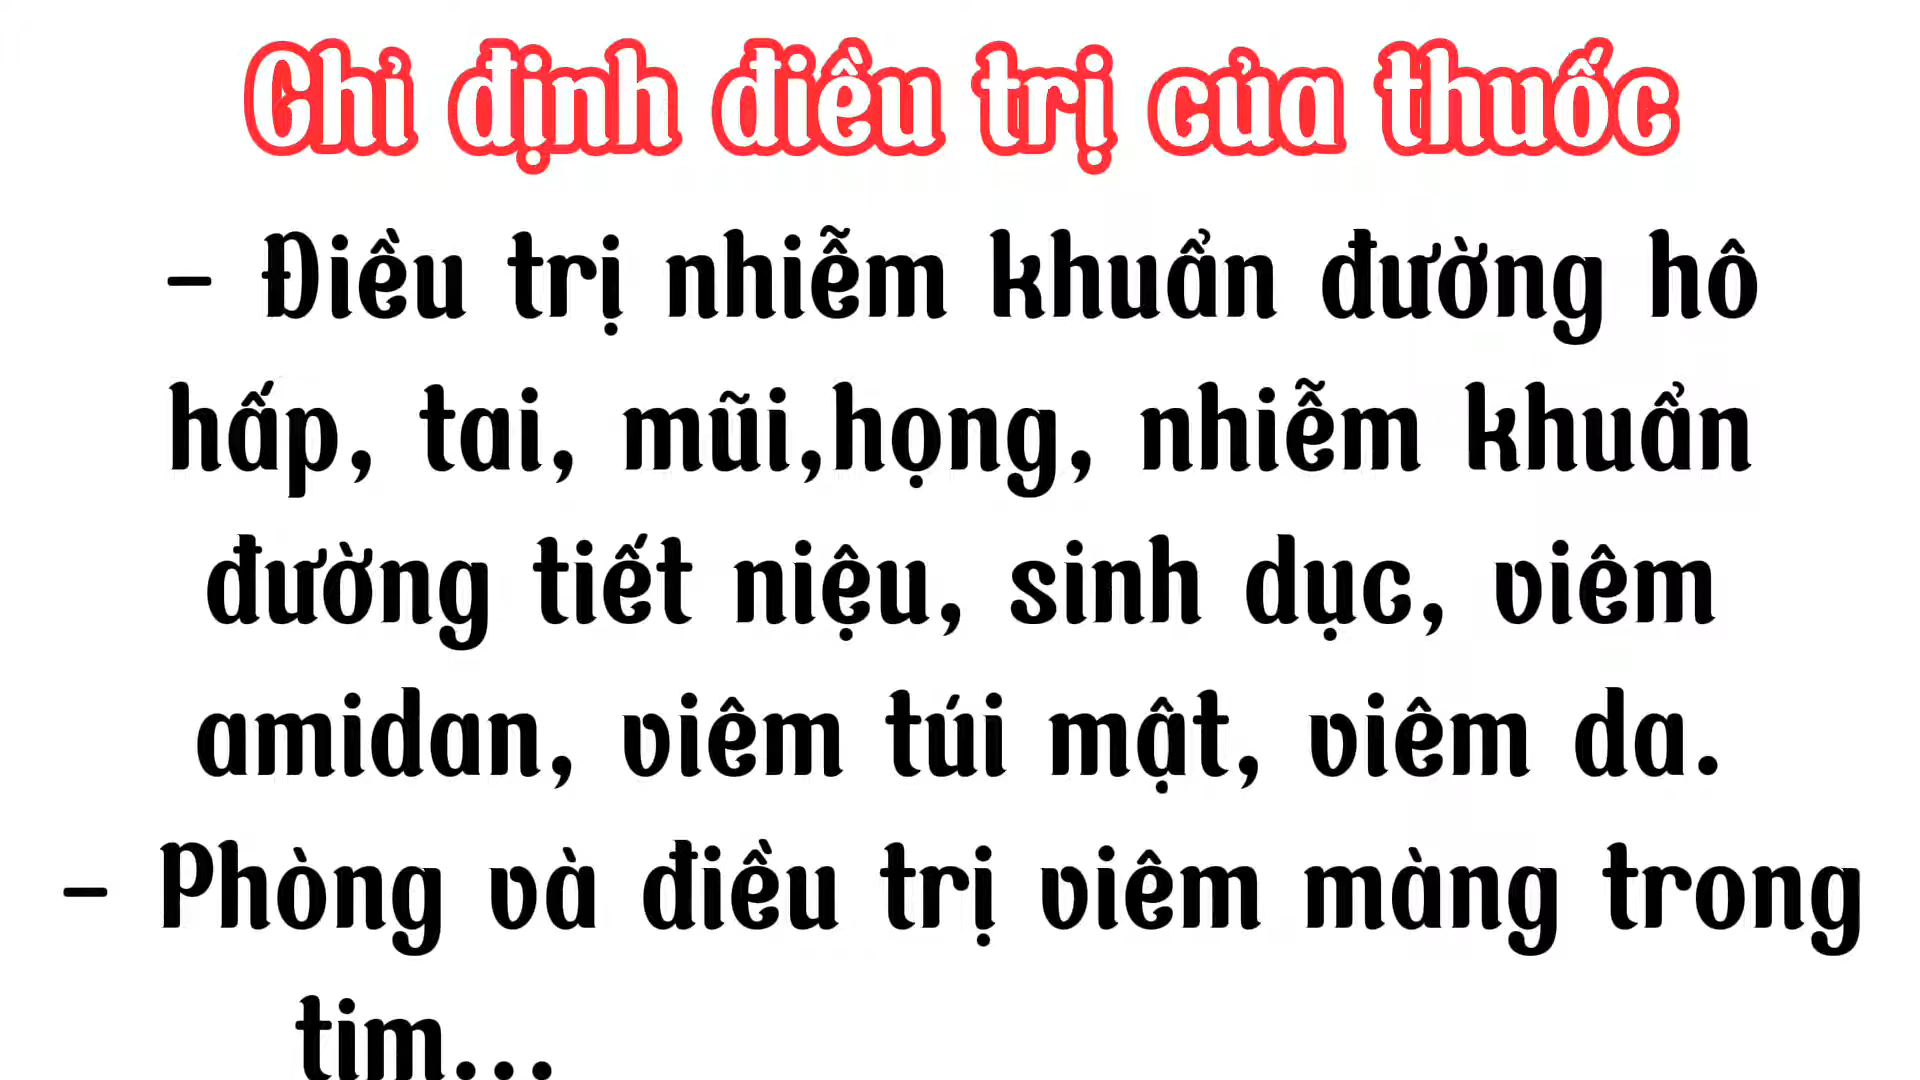 Chỉ định điều trị của thuốc
- Điều trị nhiễm khuẩn đường hô
hấp, tai, mũi,họng, nhiễm khuẩn
đường tiết niệu, sinh dục, viêm
amidan, viêm túi mật, viêm da.
- Phòng và điều trị viêm màng trong
tim...